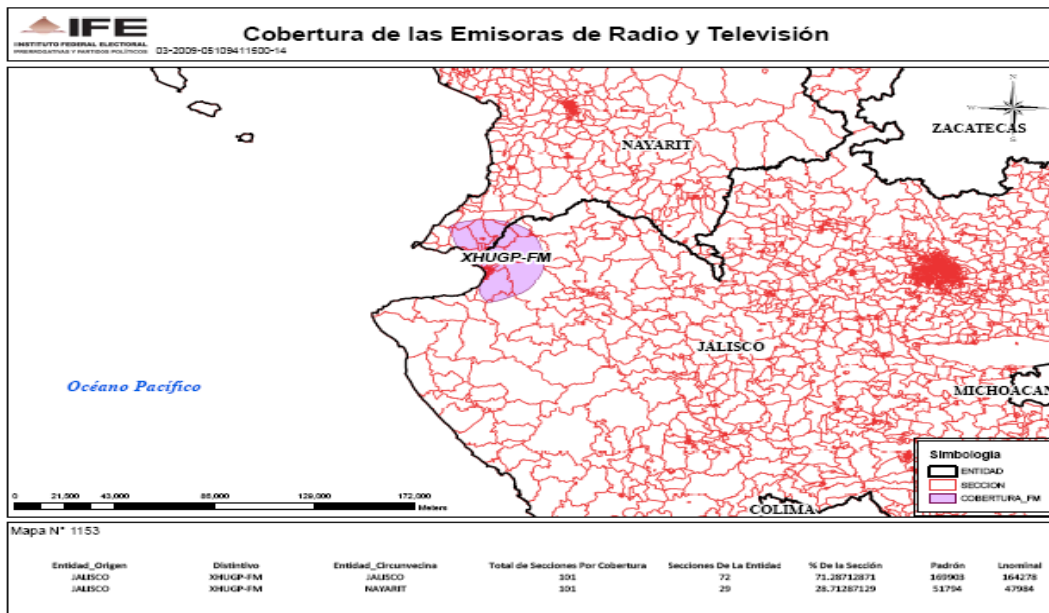 IFE
INSTITUTO FEDERAL ELECTORAL
PRERROGATIVAS Y PARTIDOS POLÍTICOS
03-2009-05109411500-14
Cobertura de las Emisoras de Radio y Televisión
N
W
S
ZACATECAS
NAYARIT
XHUGP-FM
JALISCO
Océano Pacífico
MICHOACAN
COLIMA
Simbología
ENTIDAD
SECCION
COBERTURA_FM
0 21,500 43,000 86,000 129,000 172,000
Meters
Mapa N° 1153
Entidad_Origen Distintivo Entidad_Circunvecina Total de Secciones Por Cobertura Secciones De La Entidad % De la Sección Padrón Lnominal
JALISCO XHUGP-FM JALISCO 101 72 71.28712871 169903 164278
JALISCO XHUGP-FM NAYARIT 101 29 28.71287129 51794 47984